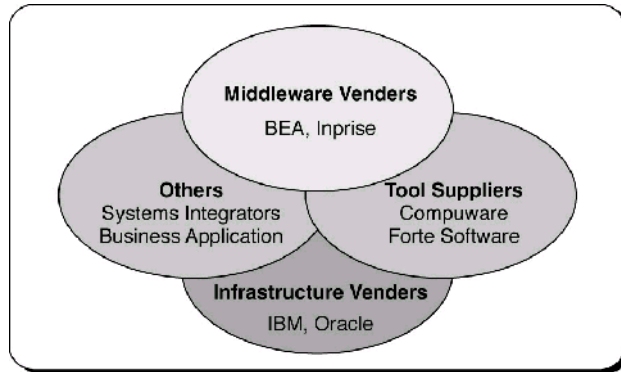 Middleware Venders
BEA, Inprise
Others
Systems Integrators
Business Application
Tool Suppliers
Compuware
Forte Software
Infrastructure Venders
IBM, Oracle